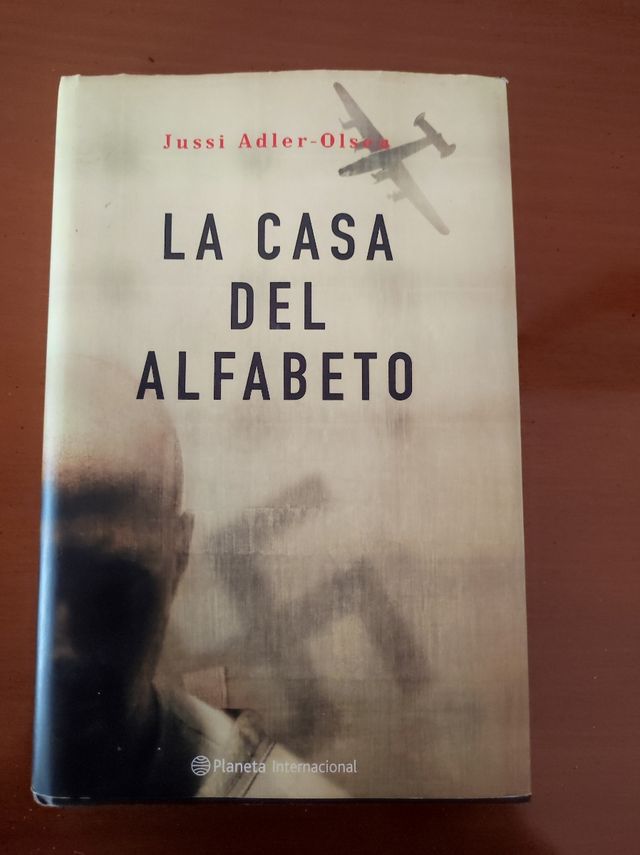 Jussi Adler-Olsen
LA CASA
DEL
ALFABETO
Planeta Internacional